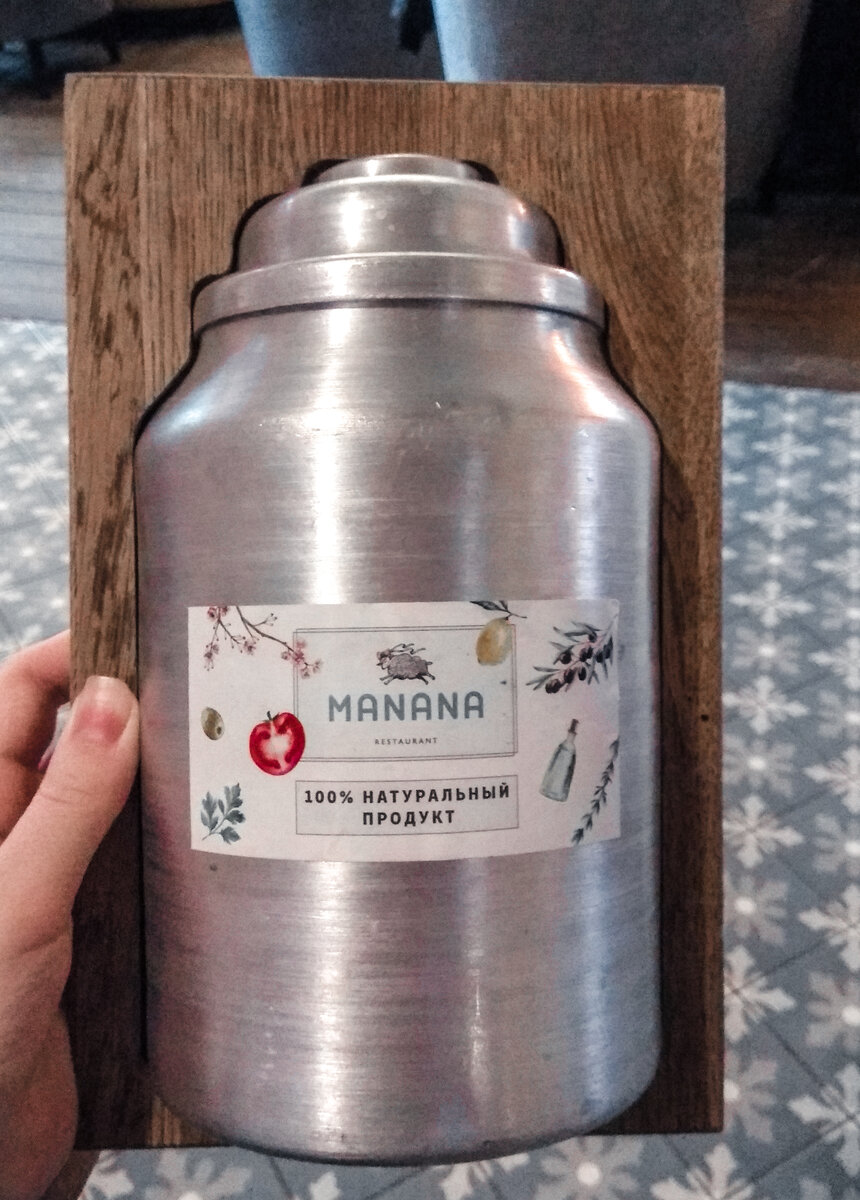 MANANA
RESTAURANT
100% НАТУРАЛЬНЫЙ
ПРОДУКТ